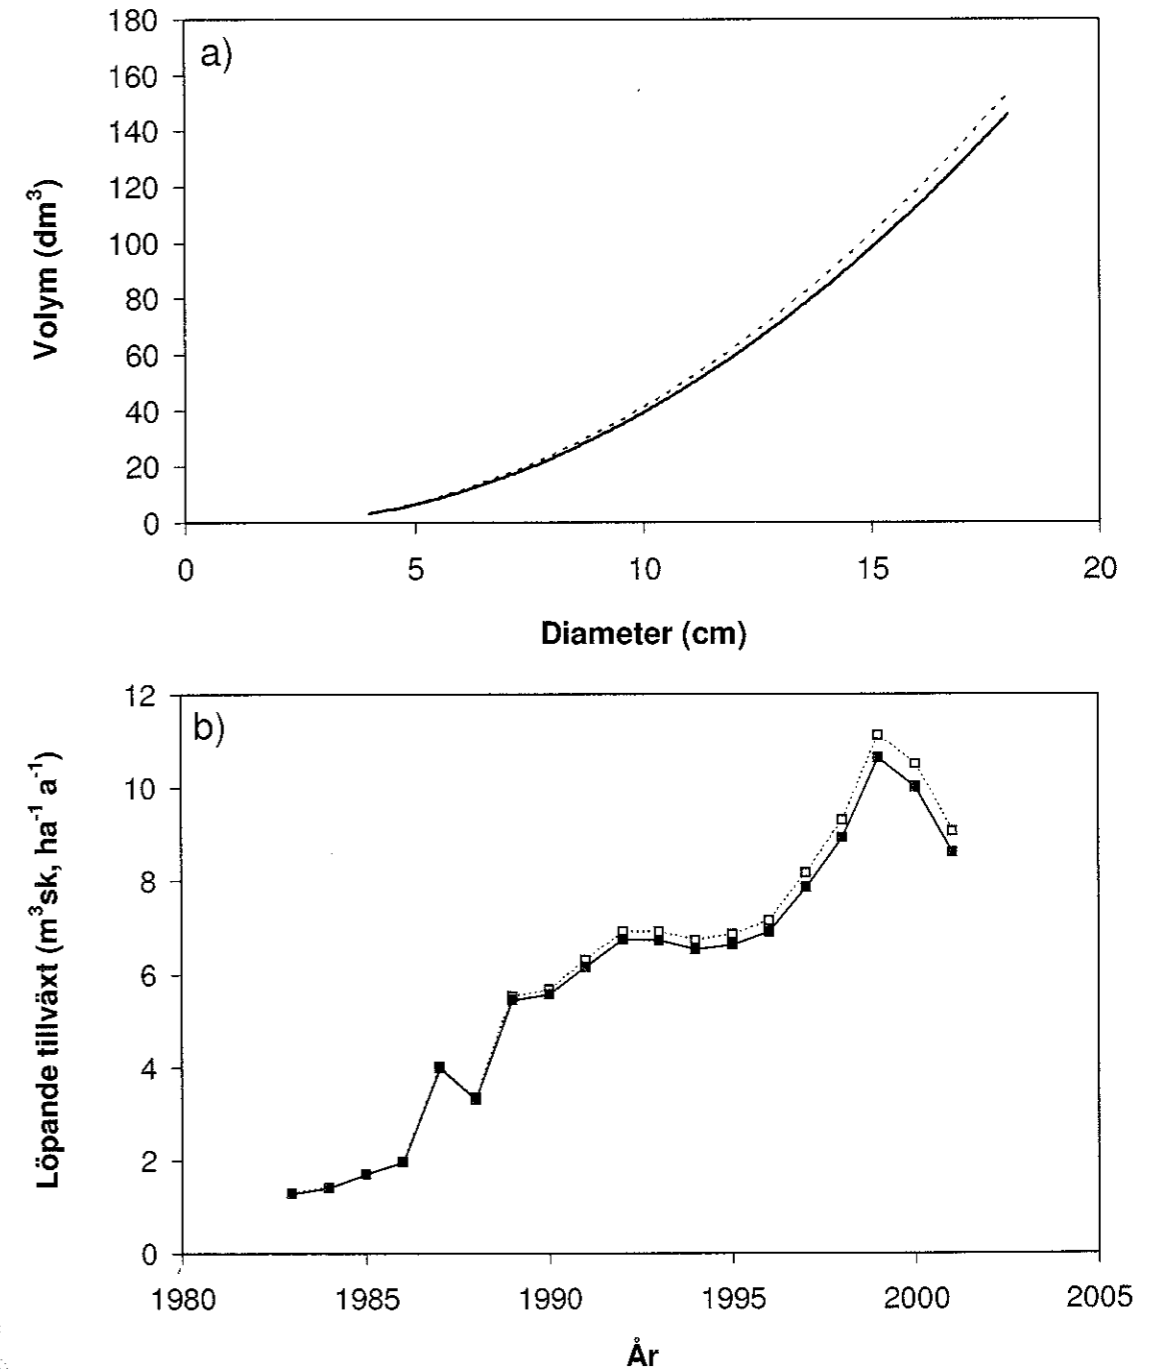 a)
180
160
140
120
100
80
60
40
20
0
Volym (dm³)
0 5 10 15 20
Diameter (cm)
b)
12
10
8
6
4
2
0
Löpande tillväxt (m³sk, ha⁻¹ a⁻¹)
1980 1985 1990 1995 2000 2005
År